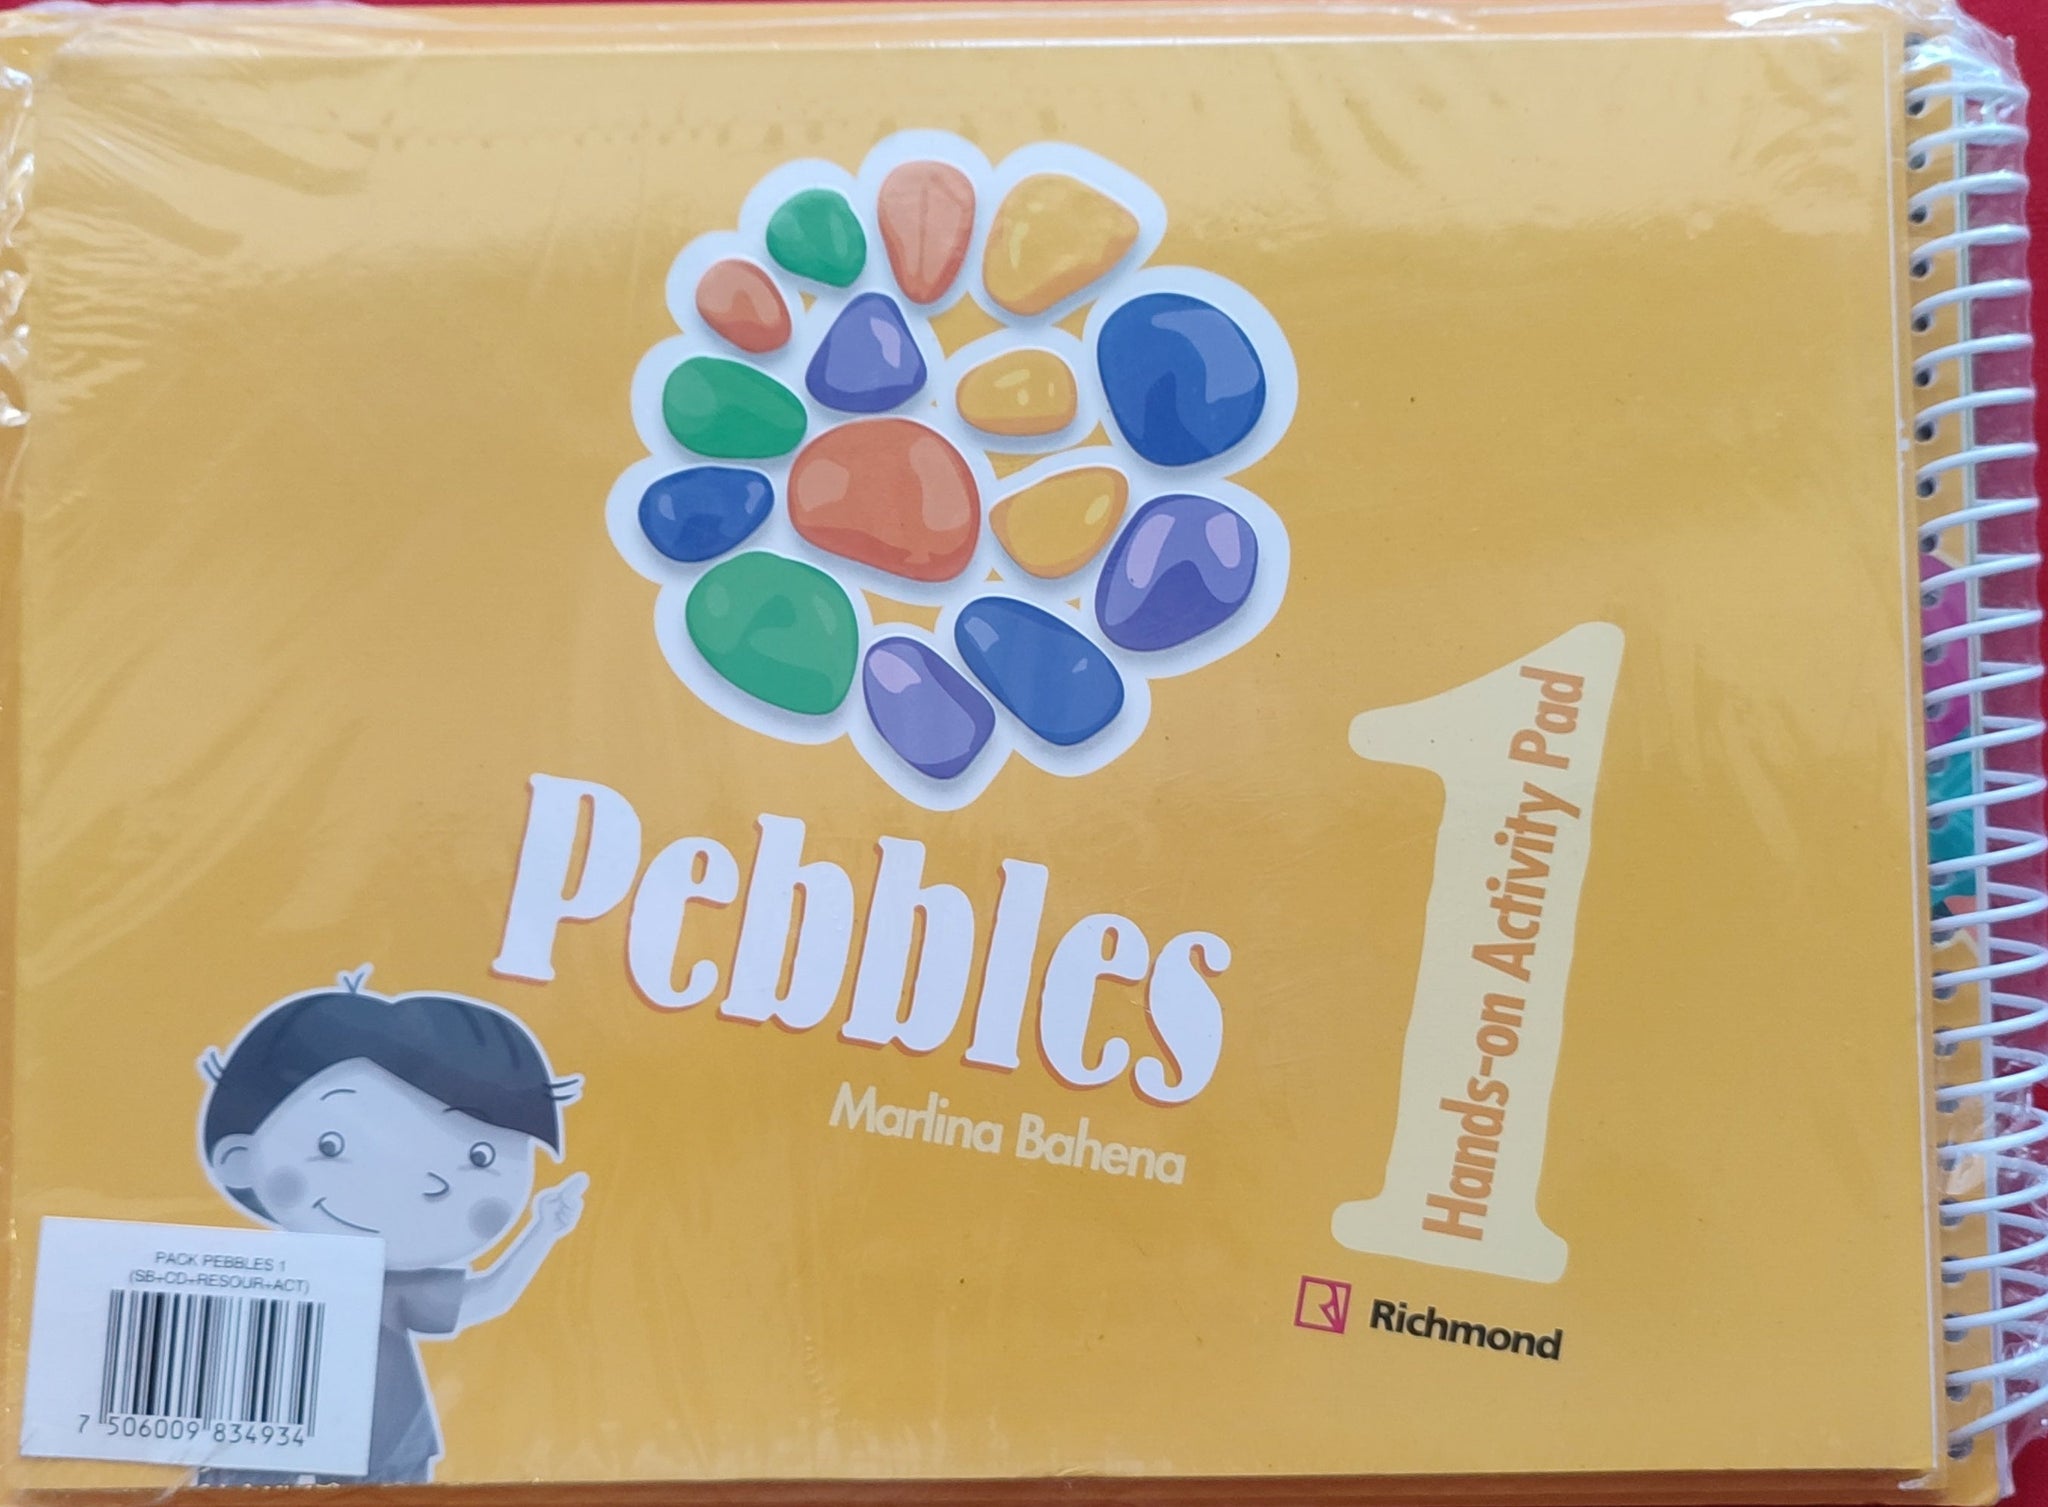 Pebbles
Marlina Bahena
1
Hands-on Activity Pad
Richmond
PACK PEBBLES 1
(SB+CD+RESOUR+ACT)
7 506009 834934